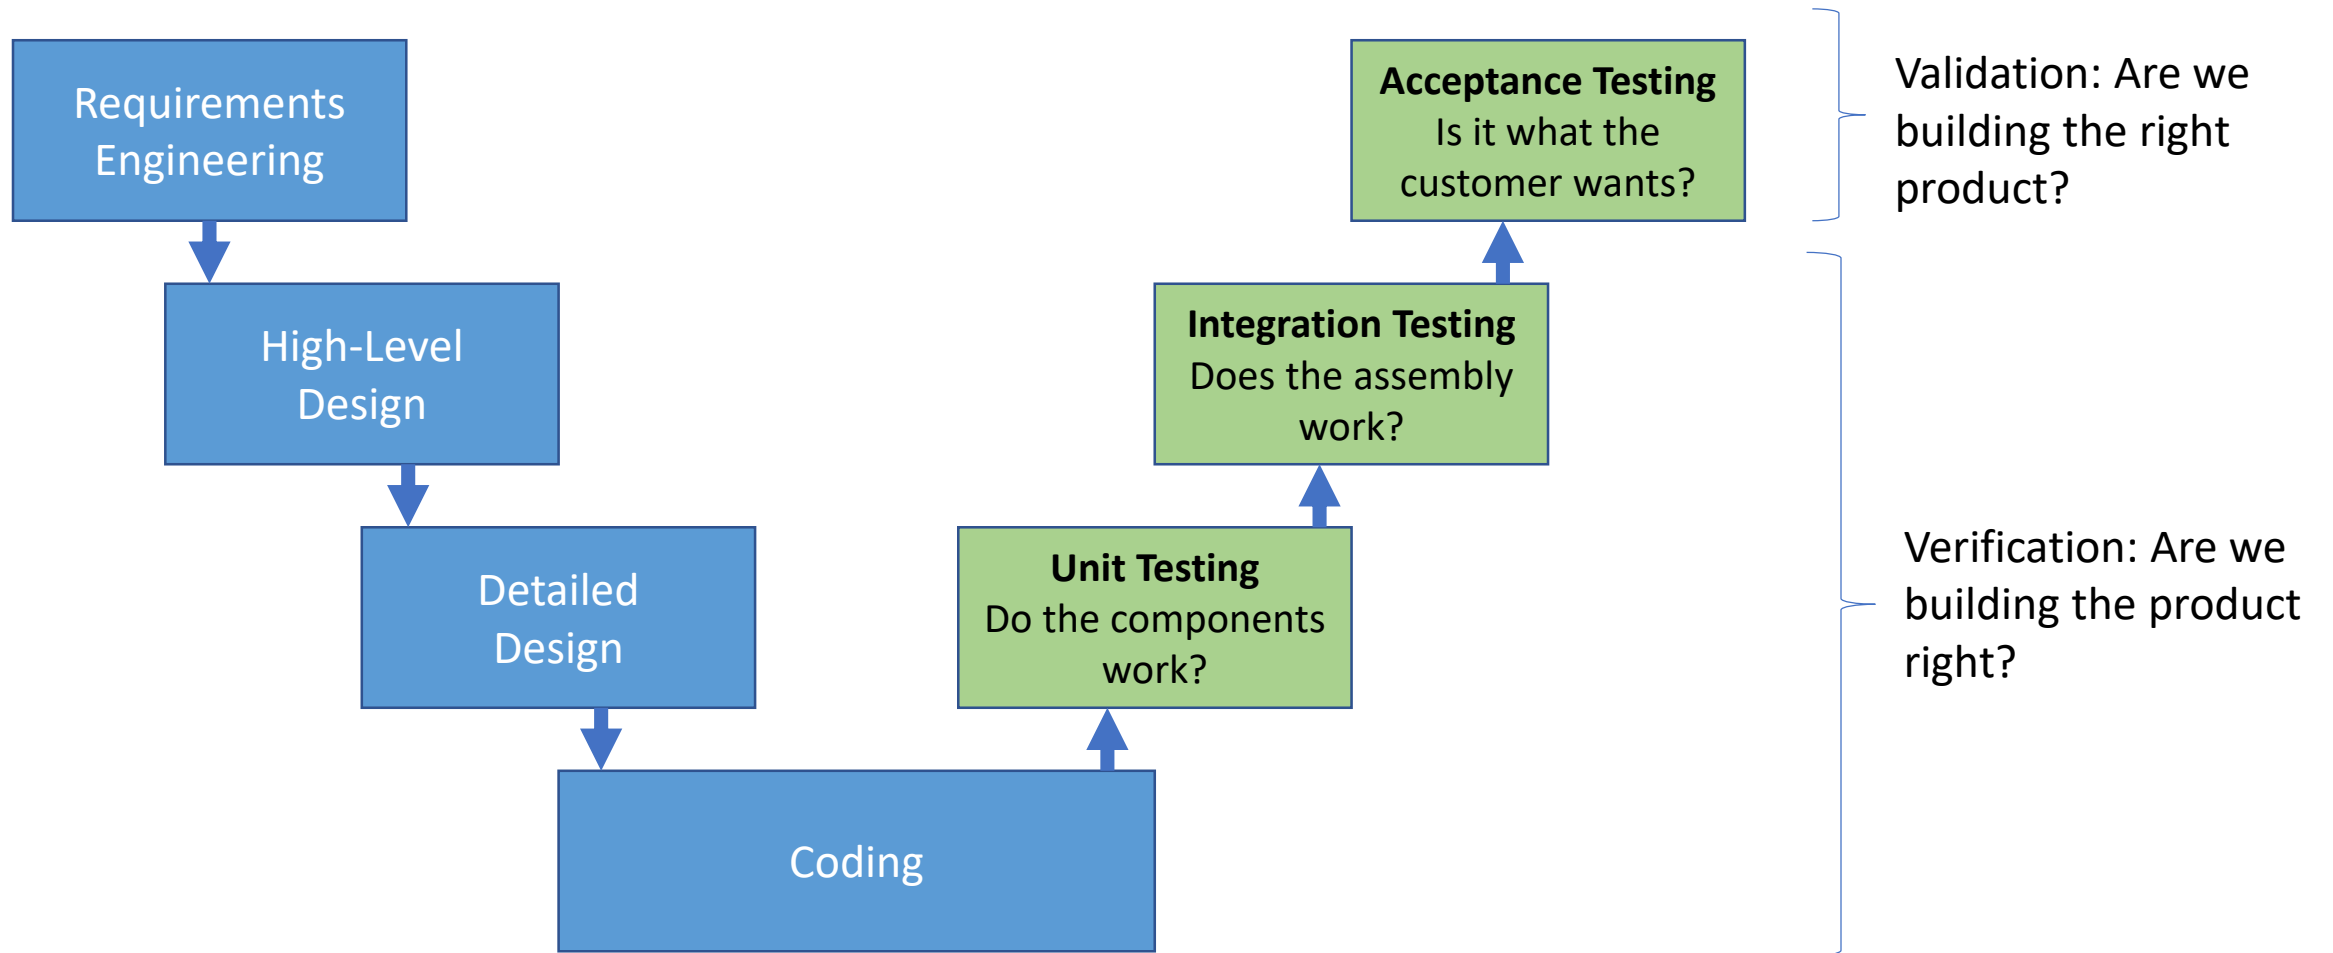 Requirements
Engineering
High-Level
Design
Detailed
Design
Coding
Unit Testing
Do the components
work?
Integration Testing
Does the assembly
work?
Acceptance Testing
Is it what the
customer wants?
Validation: Are we
building the right
product?
Verification: Are we
building the product
right?